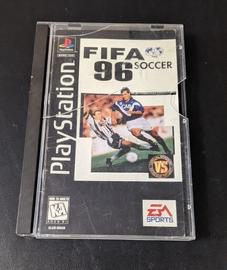 PlayStation
FIFA
SOCCER
96
VS
K-A
EA
SPORTS